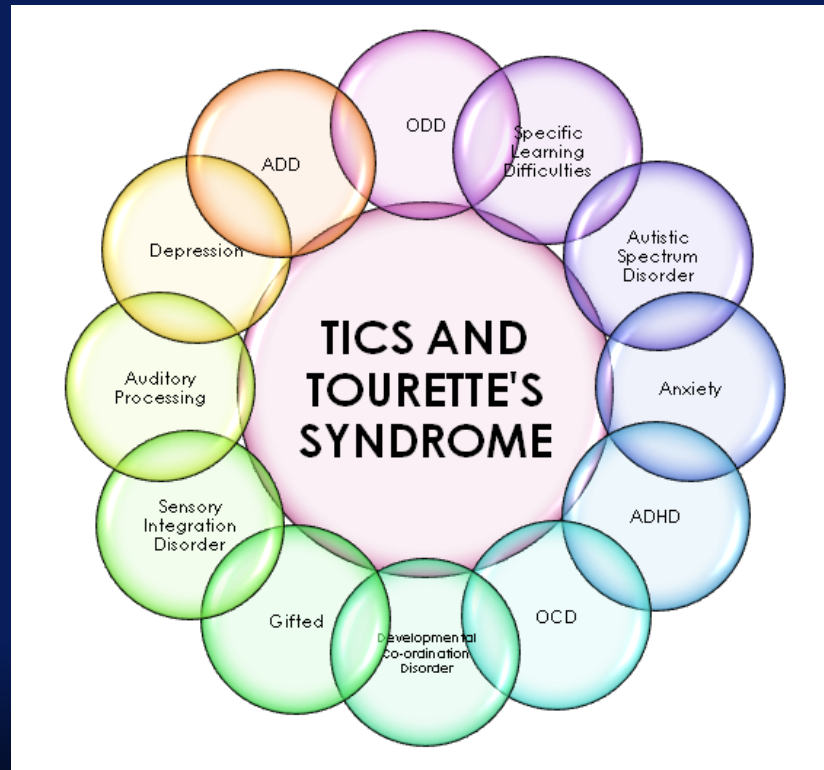 TICS AND
TOURETTE'S
SYNDROME
ODD
Specific
Learning
Difficulties
Autistic
Spectrum
Disorder
Anxiety
ADHD
OCD
Developmental
Co-ordination
Disorder
Gifted
Sensory
Integration
Disorder
Auditory
Processing
Depression
ADD